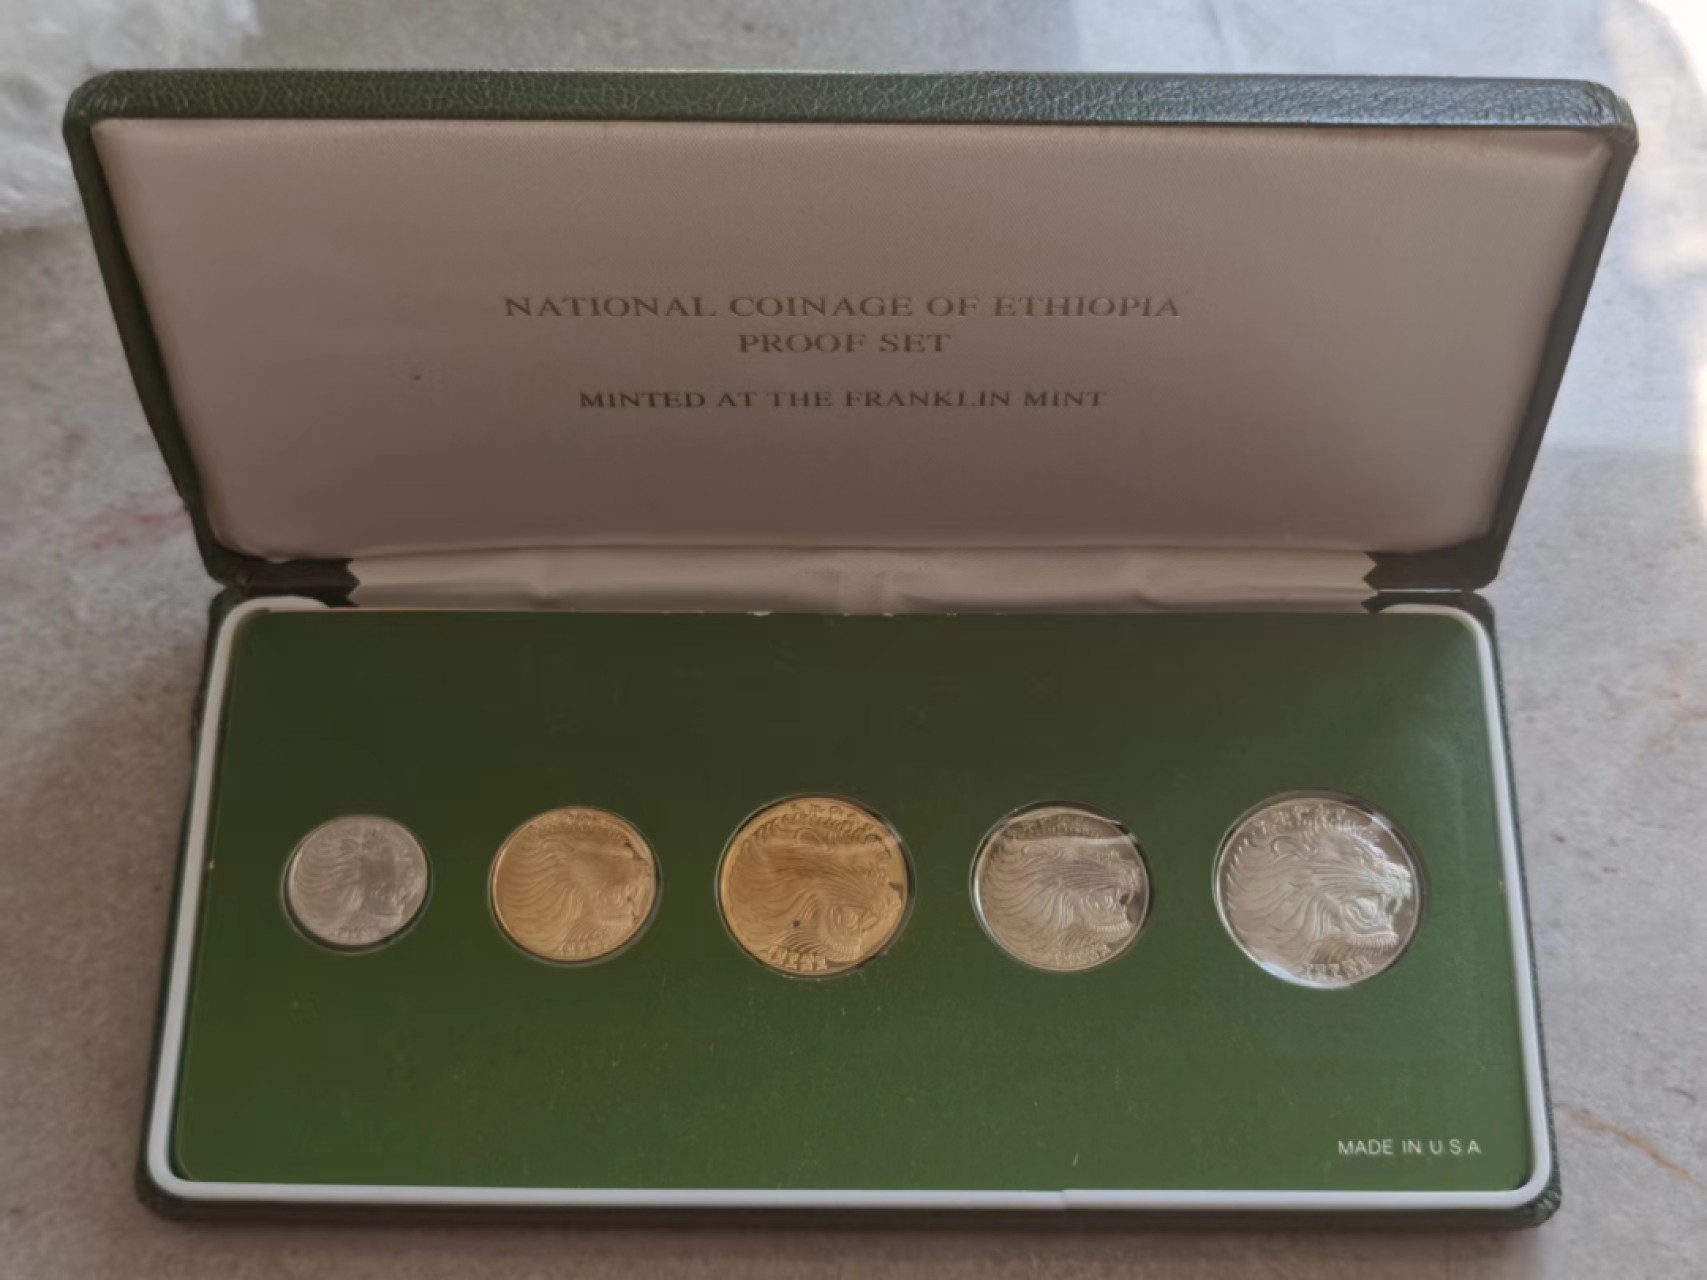 NATIONAL COINAGE OF ETHIOPIA
PROOF SET
MINTED AT THE FRANKLIN MINT
MADE IN U S A